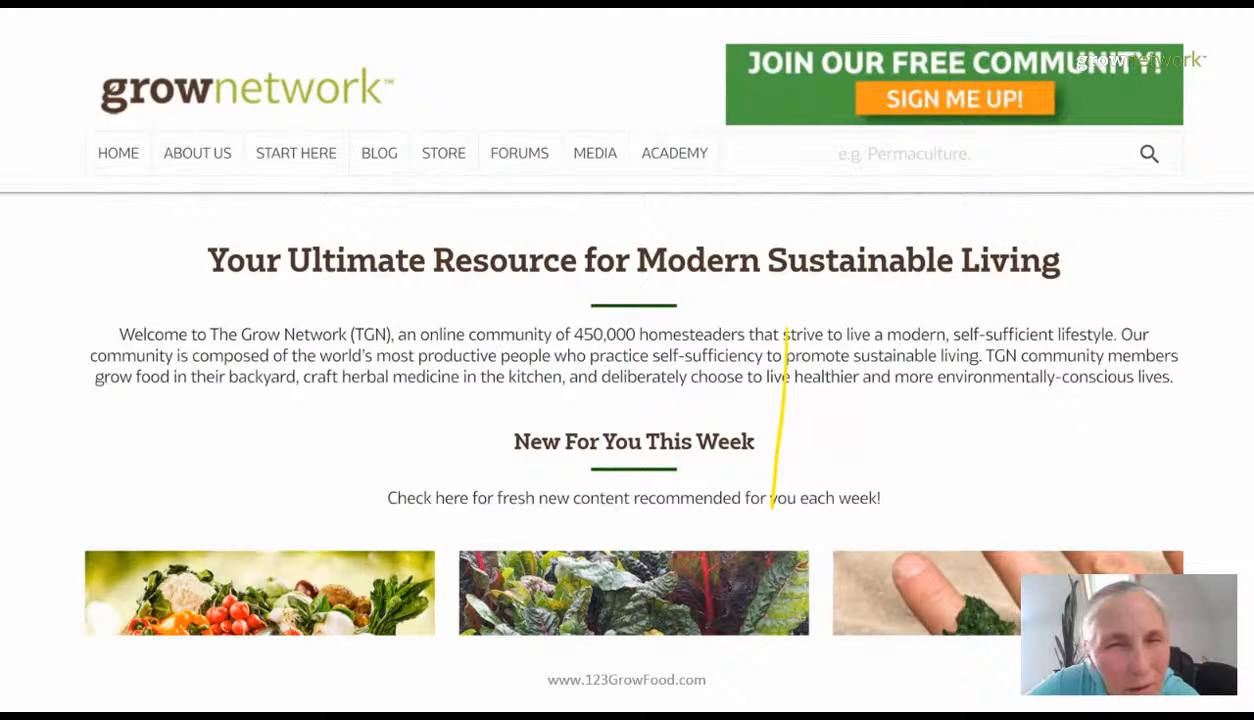 JOIN OUR FREE COMMUNITY!!
grownetwork™
grownetwork™
SIGN ME UP!
HOME ABOUT US START HERE BLOG STORE FORUMS MEDIA ACADEMY e.g. Permaculture.
Your Ultimate Resource for Modern Sustainable Living
Welcome to The Grow Network (TGN), an online community of 450,000 homesteaders that strive to live a modern, self-sufficient lifestyle. Our
community is composed of the world's most productive people who practice self-sufficiency to promote sustainable living. TGN community members
grow food in their backyard, craft herbal medicine in the kitchen, and deliberately choose to live healthier and more environmentally-conscious lives.
New For You This Week
Check here for fresh new content recommended for you each week!
www.123GrowFood.com